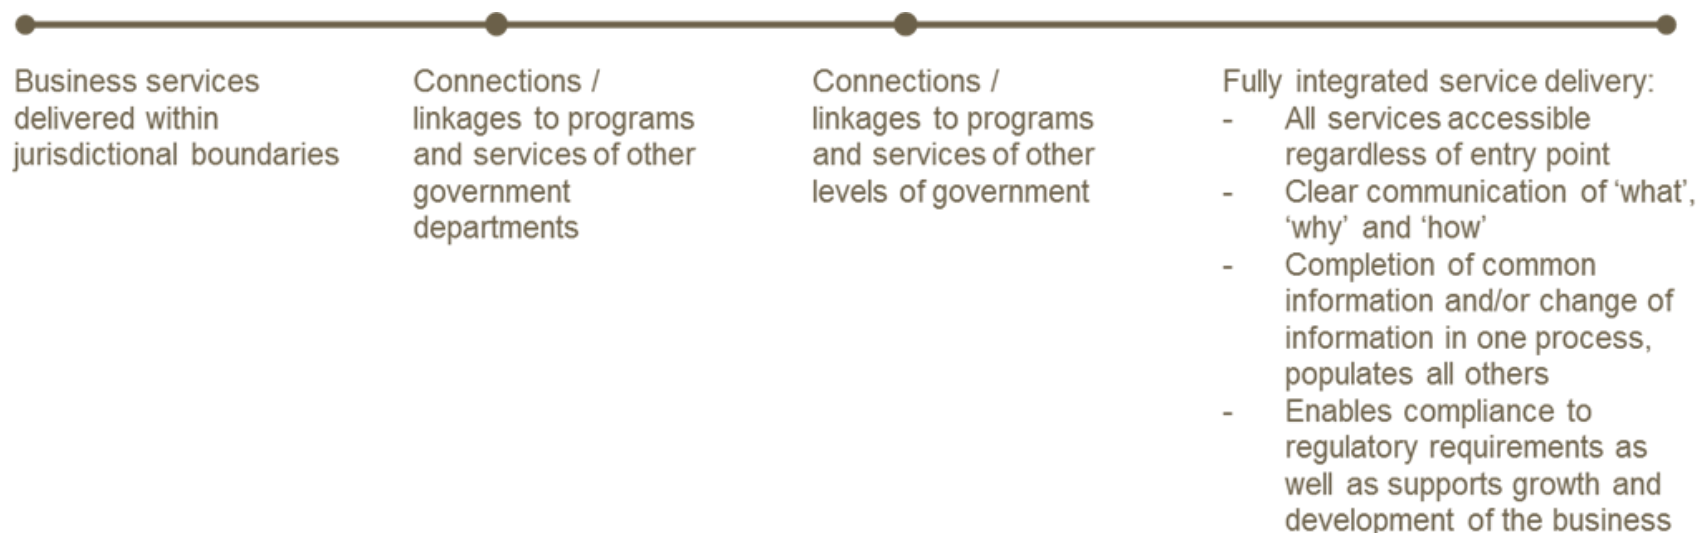 Business services
delivered within
jurisdictional boundaries
Connections /
linkages to programs
and services of other
government
departments
Connections /
linkages to programs
and services of other
levels of government
Fully integrated service delivery:
- All services accessible
regardless of entry point
- Clear communication of ‘what’,
‘why’ and ‘how’
- Completion of common
information and/or change of
information in one process,
populates all others
- Enables compliance to
regulatory requirements as
well as supports growth and
development of the business